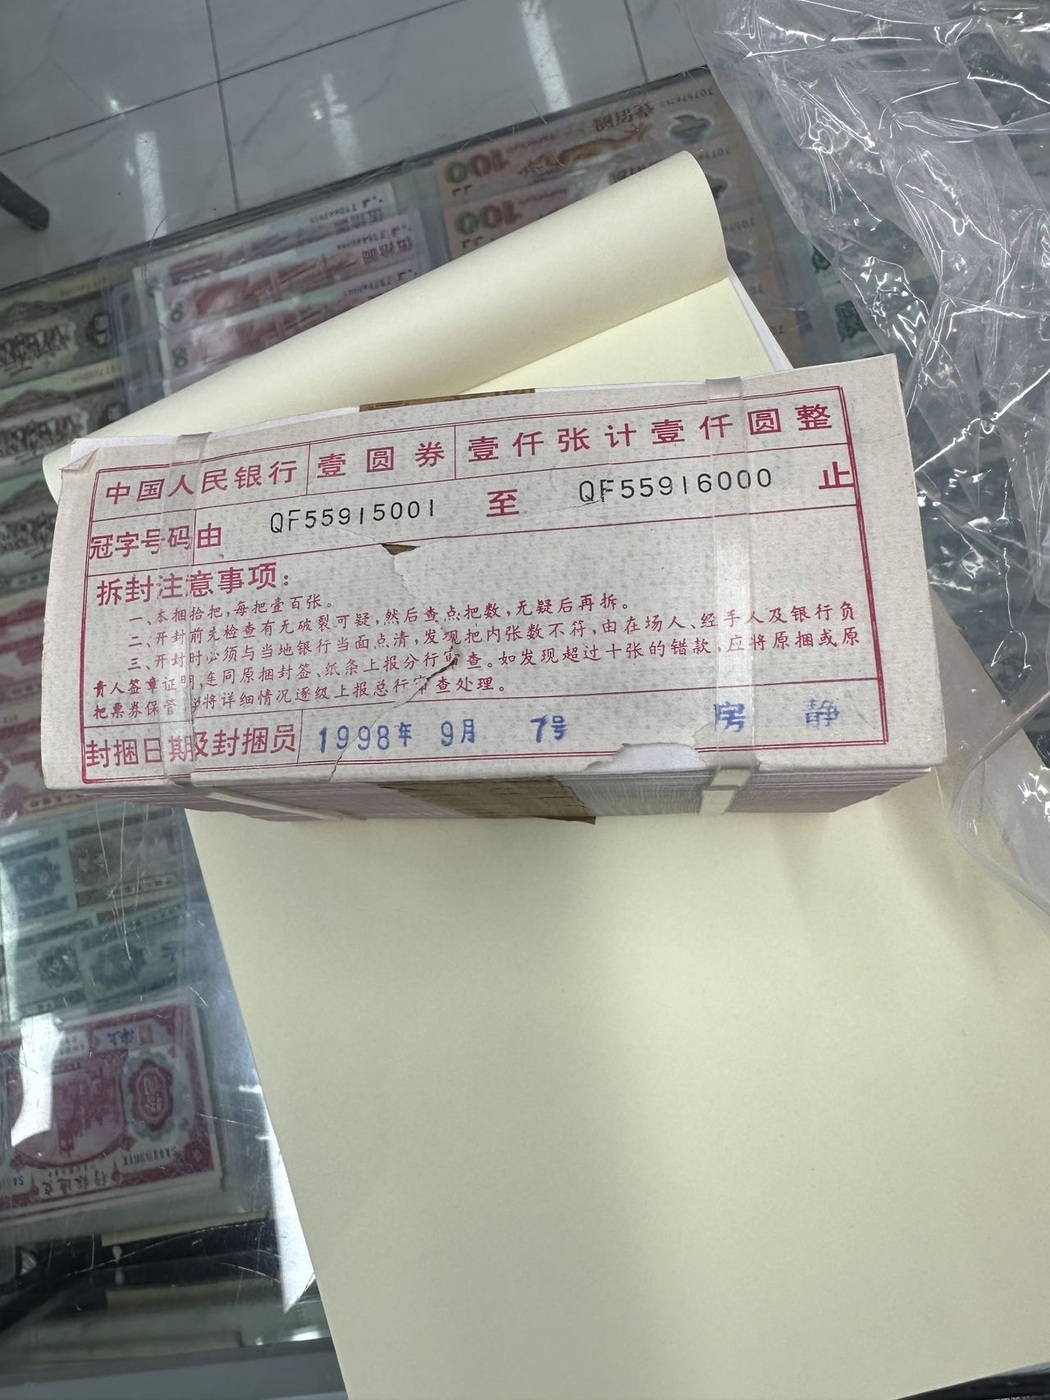 中国人民银行 壹圆券 壹仟张计壹仟圆整
冠字号码由 QF55915001 至 QF55916000 止
拆封注意事项：
一、本捆拾把，每把壹百张。
二、开封前先检查有无破裂可疑，然后查点把数，无疑后再拆。
三、开封时必须与当地银行当面点清，发现把内张数不符，由在场人、经手人及银行负
责人签章证明，连同原捆封签、纸条上报分行审查。如发现超过十张的错款，应将原捆或原
把票券保管 将详细情况逐级上报总行审查处理。
封捆日期及封捆员 1998年 9月 7号 房 静
100
100